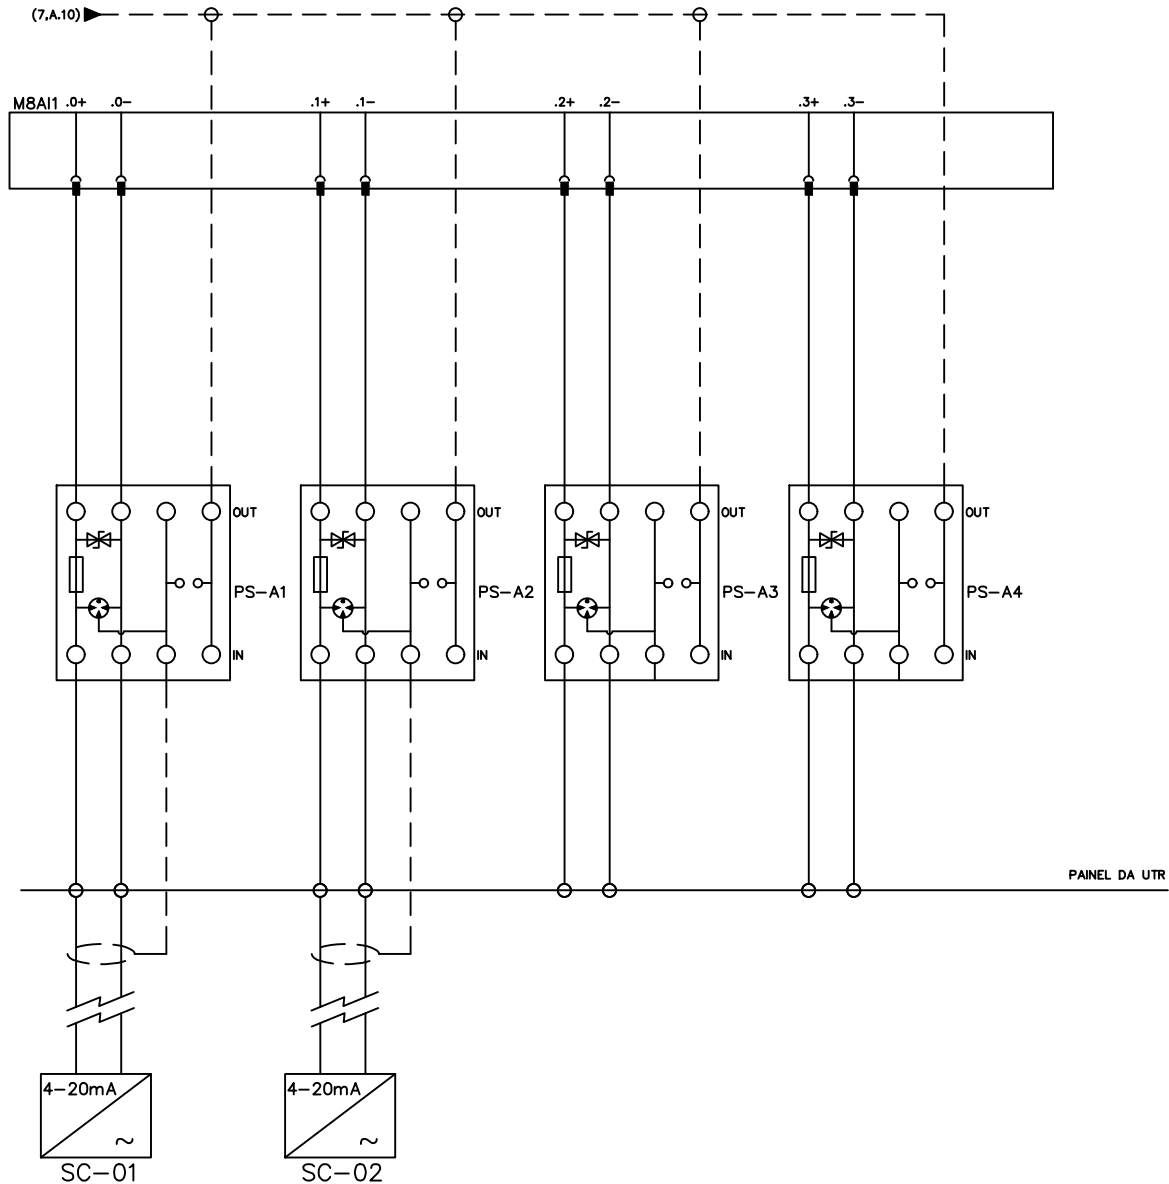 (7,A.10)
M8AI1 .0+ .0- .1+ .1- .2+ .2- .3+ .3-
OUT OUT OUT OUT
PS-A1 PS-A2 PS-A3 PS-A4
IN IN IN IN
PAINEL DA UTR
4-20mA 4-20mA
~ ~
SC-01 SC-02